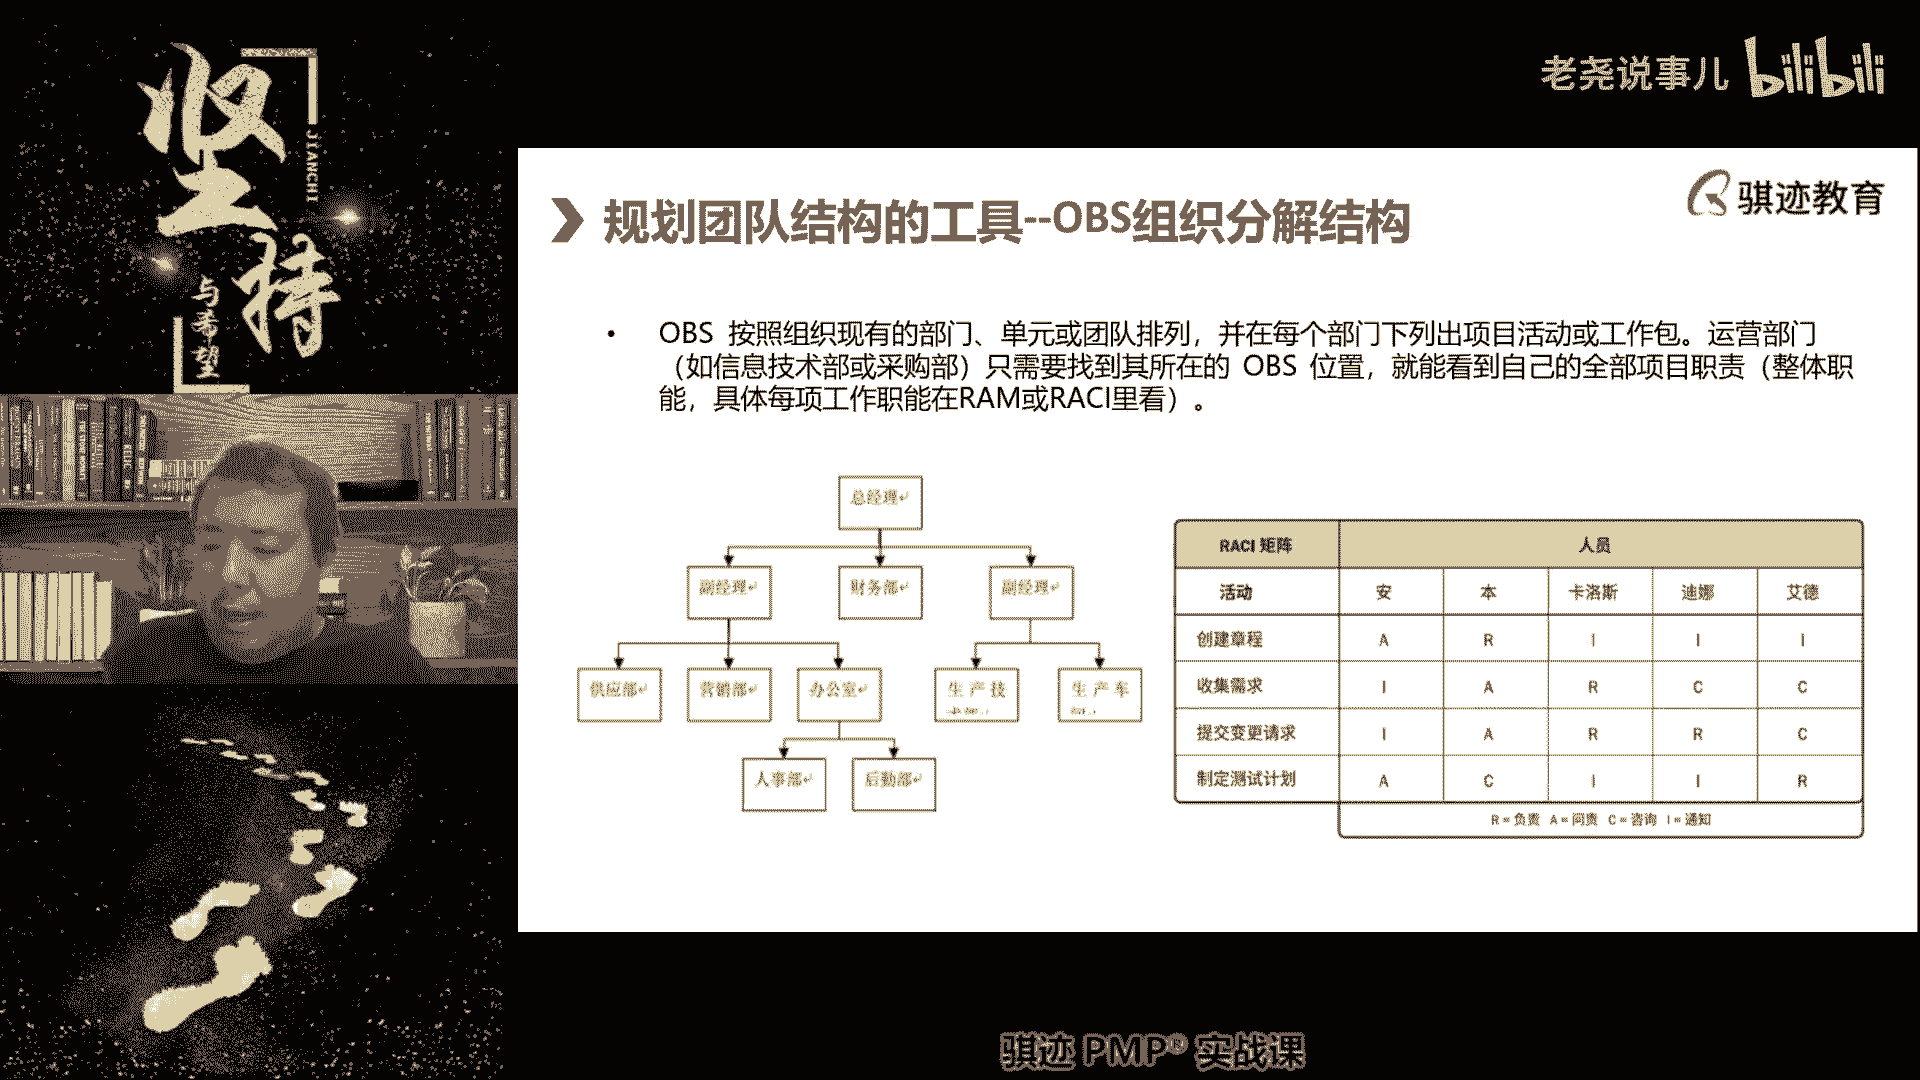 坚持
JIANCHI
与希望
老尧说事儿 bilibili
骐迹教育
规划团队结构的工具--OBS组织分解结构
• OBS 按照组织现有的部门、单元或团队排列，并在每个部门下列出项目活动或工作包。运营部门
（如信息技术部或采购部）只需要找到其所在的 OBS 位置，就能看到自己的全部项目职责（整体职
能，具体每项工作职能在RAM或RACI里看）。
总经理
副经理 财务部 副经理
供应部 营销部 办公室 生产技 生产车
人事部 后勤部
RACI 矩阵 人员
活动 安 本 卡洛斯 迪娜 艾德
创建章程 A R I I I
收集需求 I A R C C
提交变更请求 I A R R C
制定测试计划 A C I I R
R = 负责 A = 问责 C = 咨询 I = 通知
骐迹 PMP® 实战课